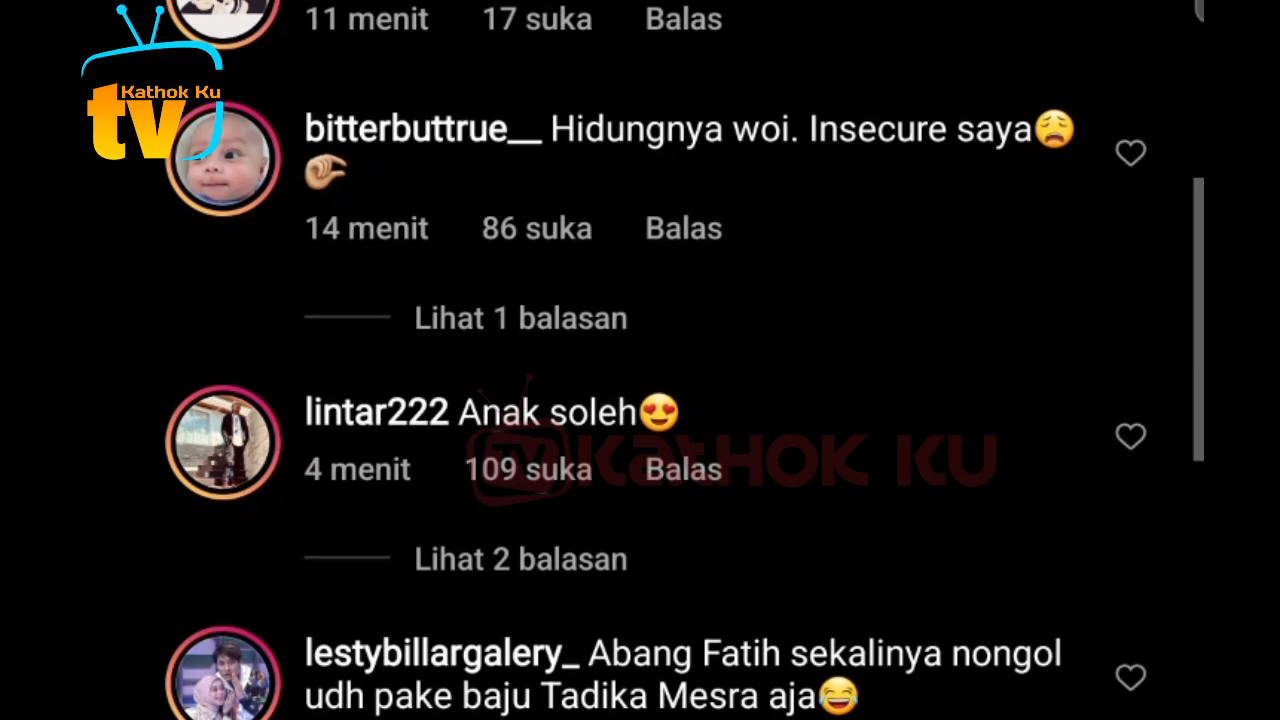 11 menit 17 suka Balas
Kathok Ku
tv
bitterbuttrue__ Hidungnya woi. Insecure saya😩
🤏🏼
14 menit 86 suka Balas
Lihat 1 balasan
lintar222 Anak soleh😍
4 menit 109 suka Balas
tv KatHOK KU
Lihat 2 balasan
lestybillargalery_ Abang Fatih sekalinya nongol
udh pake baju Tadika Mesra aja😂